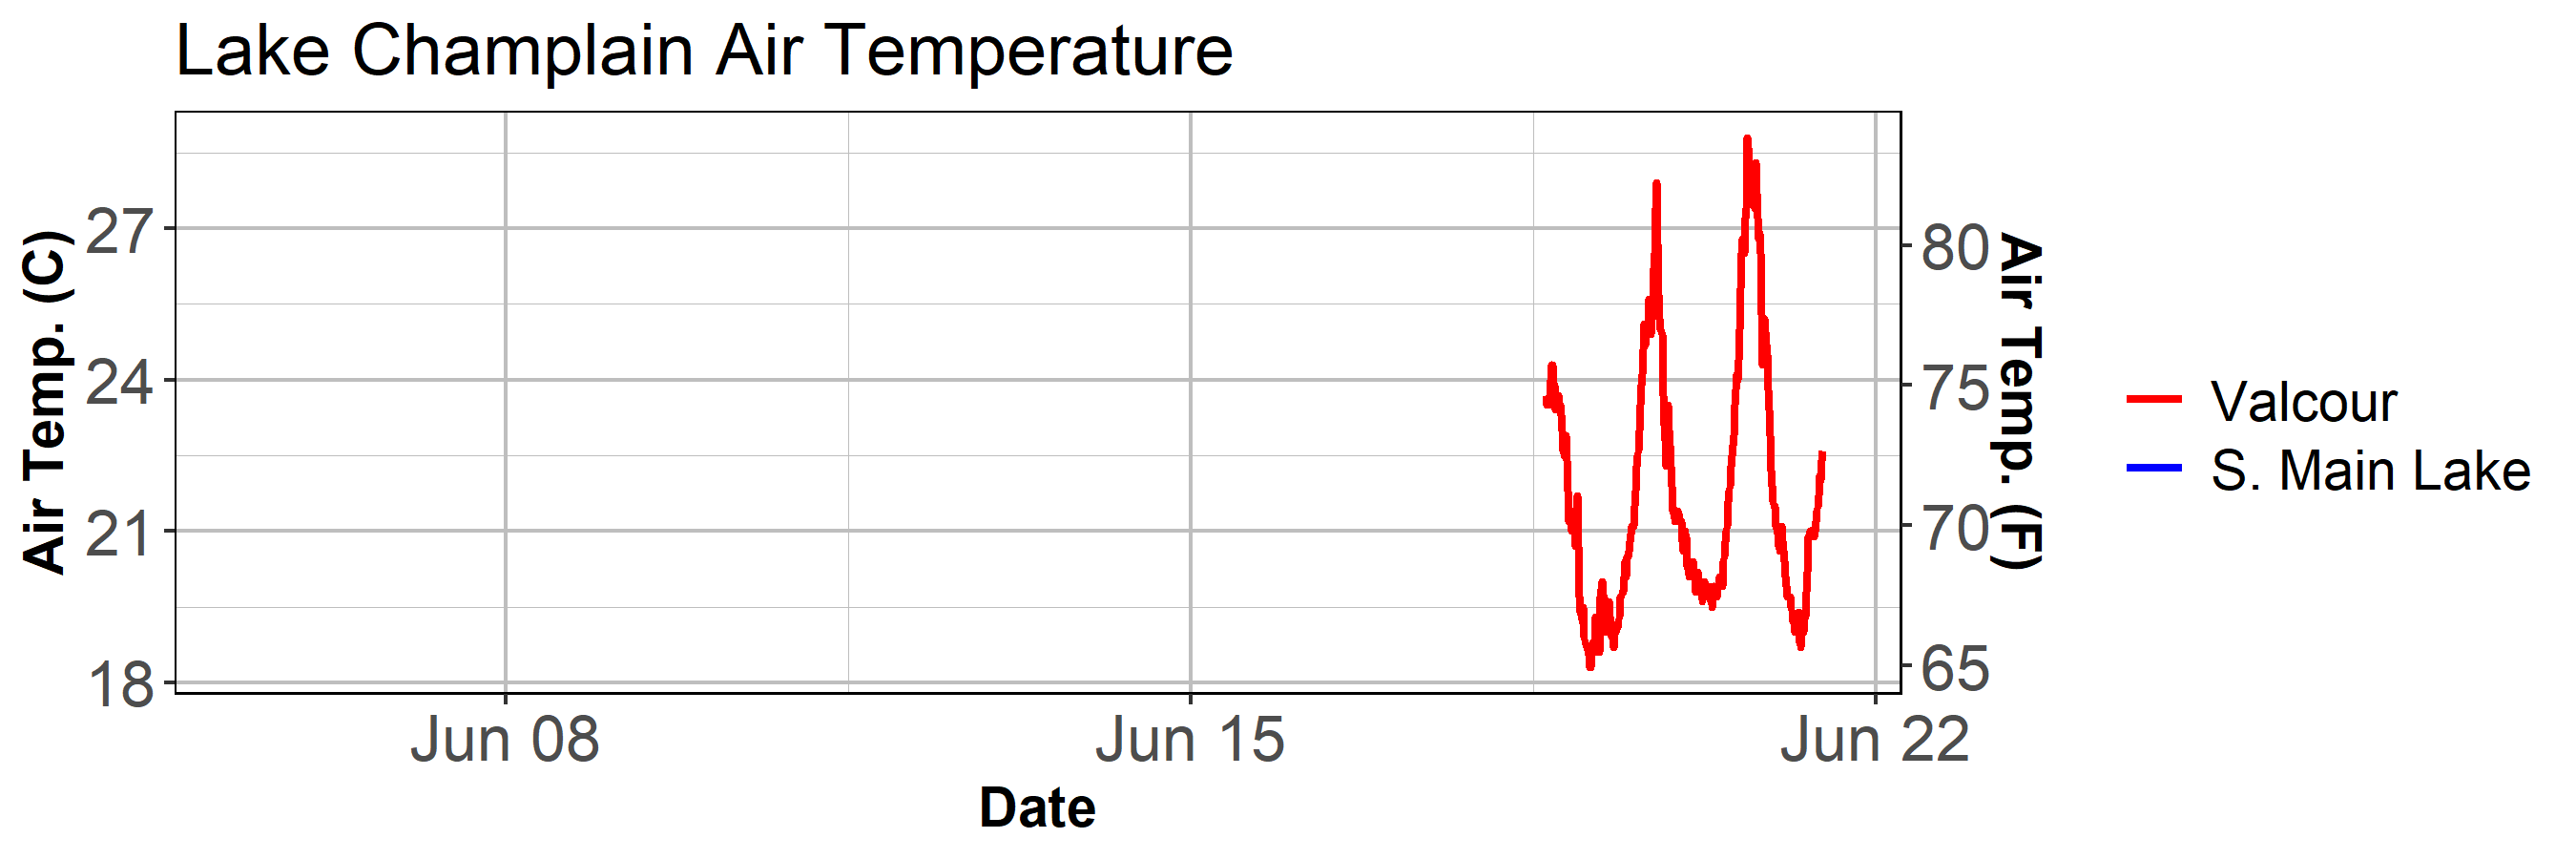 Lake Champlain Air Temperature
Air Temp. (C)
27
24
21
18
80
75
70
65
Air Temp. (F)
Jun 08
Jun 15
Jun 22
Date
Valcour
S. Main Lake